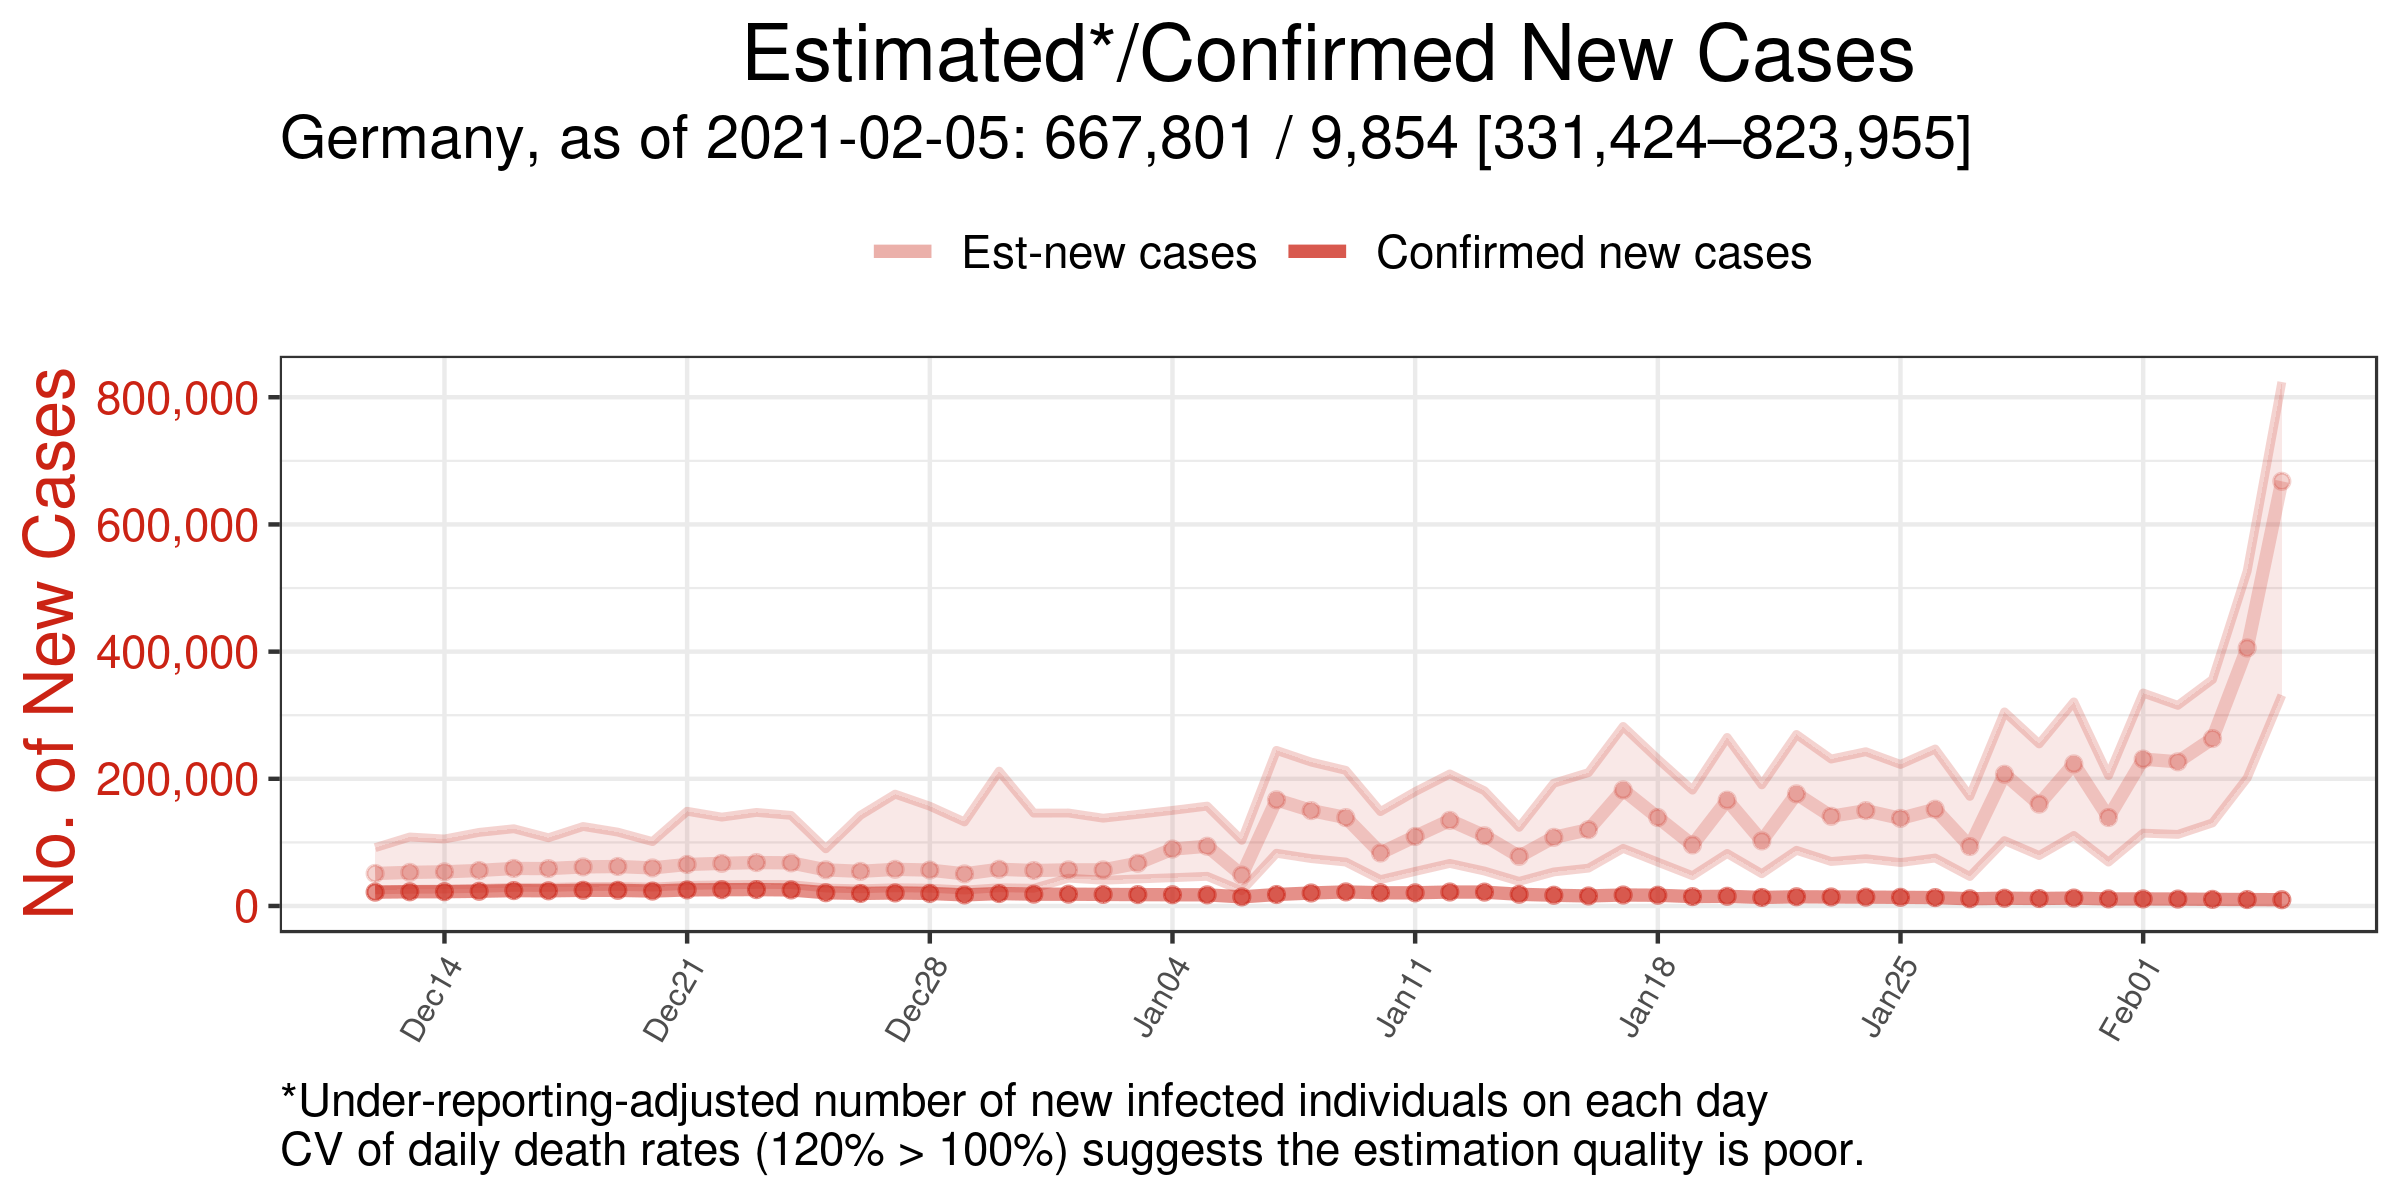 Estimated*/Confirmed New Cases
Germany, as of 2021-02-05: 667,801 / 9,854 [331,424–823,955]
Est-new cases
Confirmed new cases
No. of New Cases
800,000
600,000
400,000
200,000
0
Dec14
Dec21
Dec28
Jan04
Jan11
Jan18
Jan25
Feb01
*Under-reporting-adjusted number of new infected individuals on each day
CV of daily death rates (120% > 100%) suggests the estimation quality is poor.